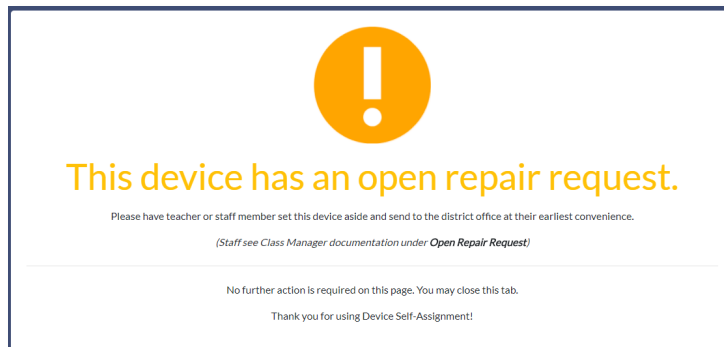 This device has an open repair request.
Please have teacher or staff member set this device aside and send to the district office at their earliest convenience.
(Staff see Class Manager documentation under Open Repair Request)
No further action is required on this page. You may close this tab.
Thank you for using Device Self-Assignment!